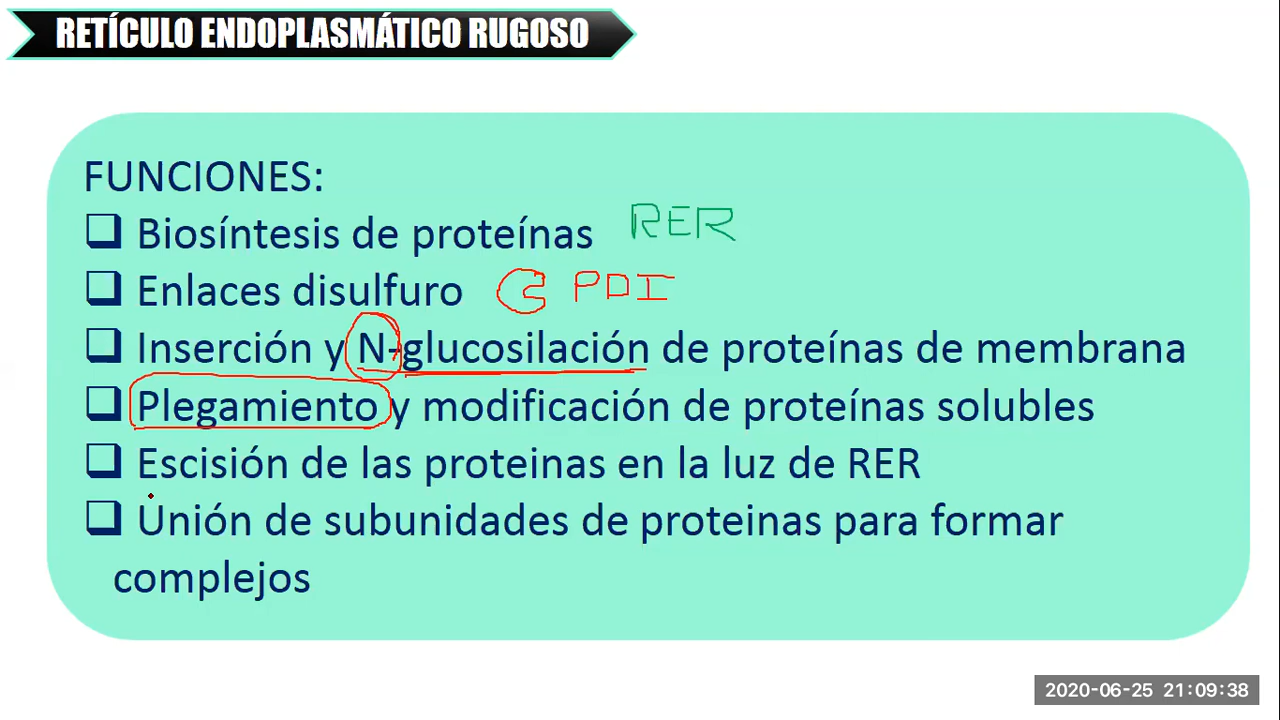 RETÍCULO ENDOPLASMÁTICO RUGOSO
FUNCIONES:
Biosíntesis de proteínas RER
Enlaces disulfuro PDI
Inserción y N-glucosilación de proteínas de membrana
Plegamiento y modificación de proteínas solubles
Escisión de las proteinas en la luz de RER
Unión de subunidades de proteinas para formar
complejos
2020-06-25 21:09:38